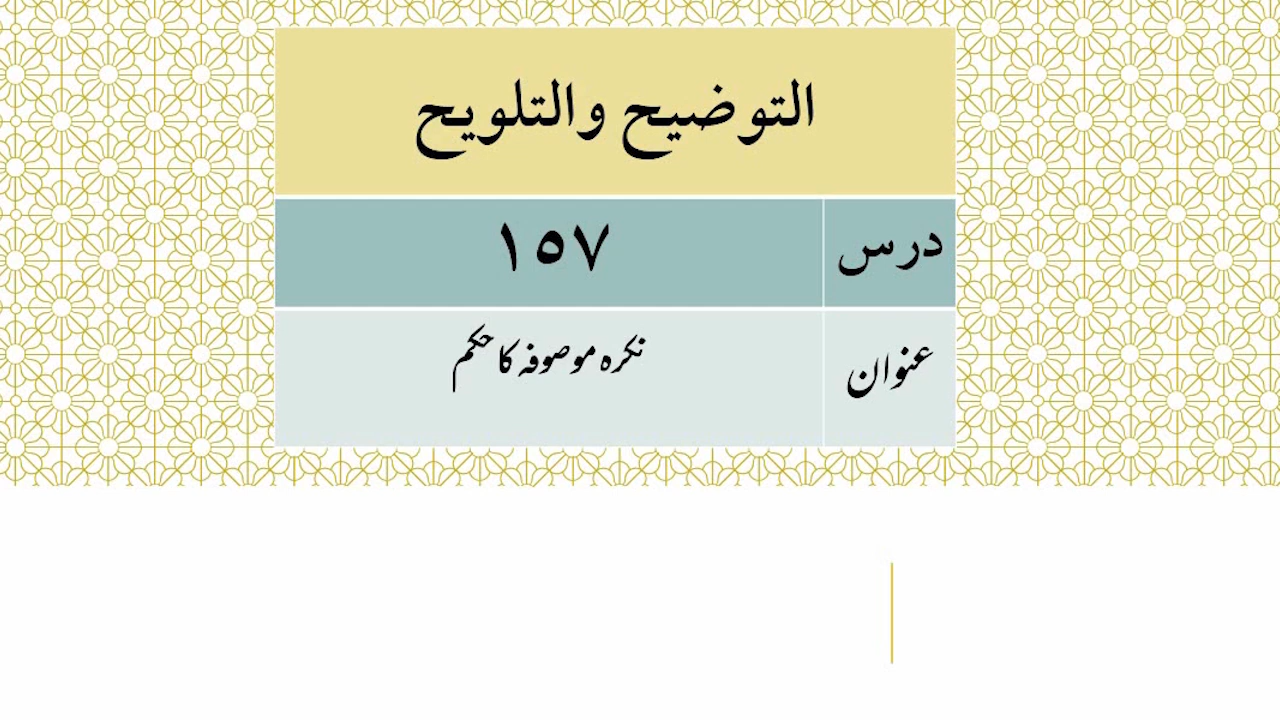 التوضيح والتلويح
درس ١٥٧
عنوان نکرہ موصوفہ کا حکم